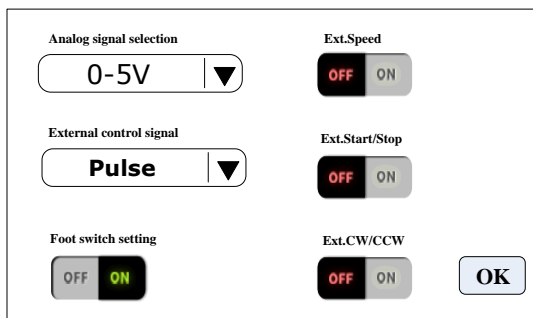 Analog signal selection
0-5V
Ext.Speed
OFF ON
External control signal
Pulse
Ext.Start/Stop
OFF ON
Foot switch setting
OFF ON
Ext.CW/CCW
OFF ON
OK